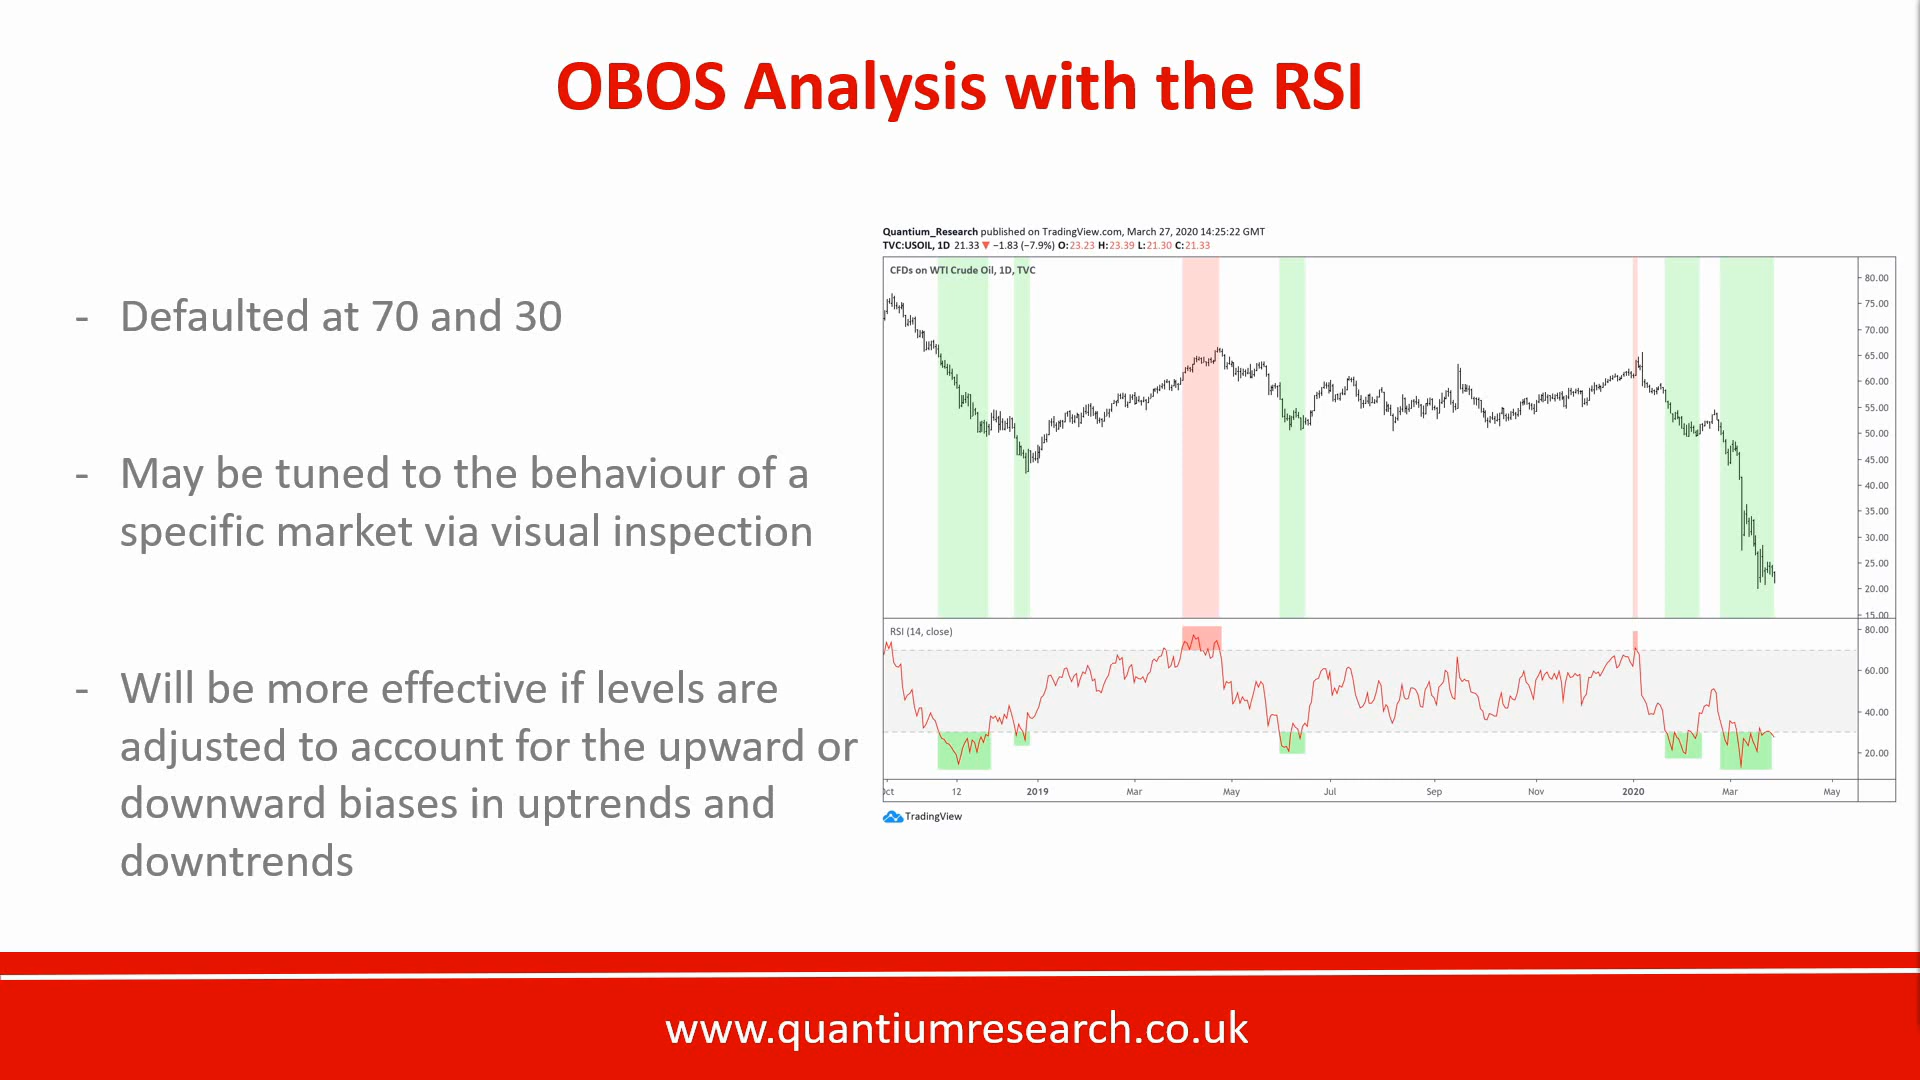 OBOS Analysis with the RSI
- Defaulted at 70 and 30
- May be tuned to the behaviour of a
specific market via visual inspection
- Will be more effective if levels are
adjusted to account for the upward or
downward biases in uptrends and
downtrends
Quantium_Research published on TradingView.com, March 27, 2020 14:25:22 GMT
TVC:USOIL, 1D 21.33 ▼ −1.83 (−7.9%) O:23.23 H:23.39 L:21.30 C:21.33
CFDs on WTI Crude Oil, 1D, TVC
80.00
75.00
70.00
65.00
60.00
55.00
50.00
45.00
40.00
35.00
30.00
25.00
20.00
15.00
RSI (14, close)
80.00
60.00
40.00
20.00
12 2019 Mar May Jul Sep Nov 2020 Mar May
TradingView
www.quantiumresearch.co.uk